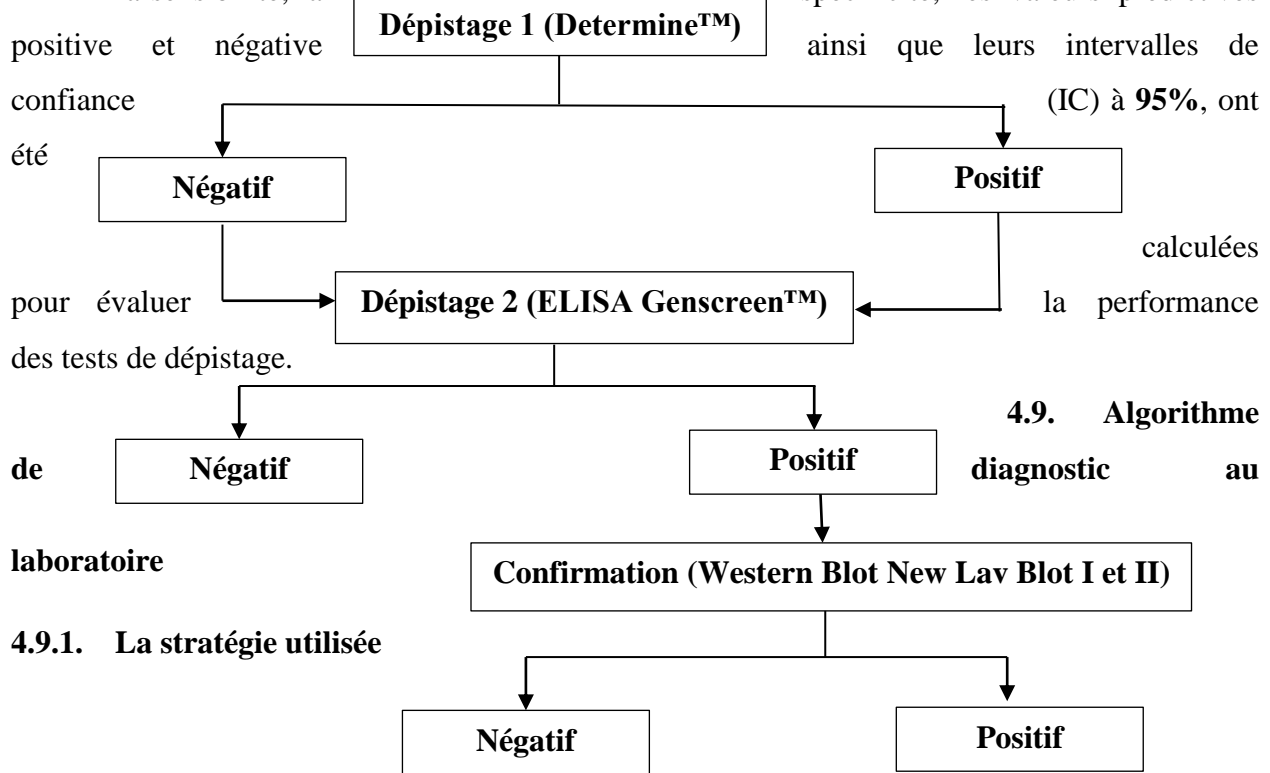 Dépistage 1 (Determine™)
positive et négative ainsi que leurs intervalles de
confiance (IC) à 95%, ont
été
Négatif
Positif
calculées
pour évaluer
Dépistage 2 (ELISA Genscreen™)
la performance
des tests de dépistage.
4.9. Algorithme
de
Négatif
Positif
diagnostic au
laboratoire
Confirmation (Western Blot New Lav Blot I et II)
4.9.1. La stratégie utilisée
Négatif
Positif